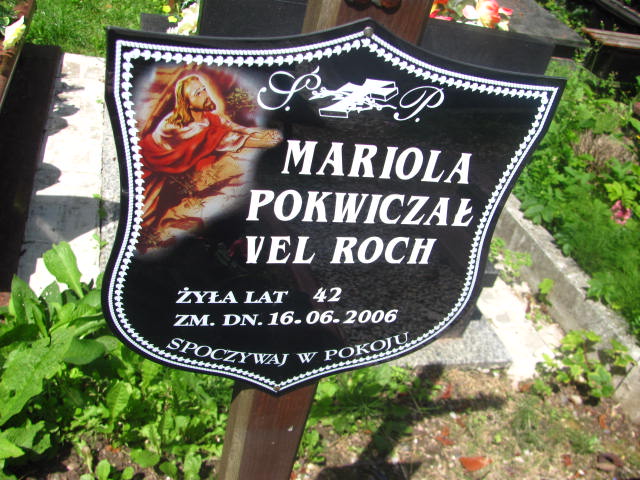 Ś. P.
MARIOLA
POKWICZAŁ
VEL ROCH
ŻYŁA LAT 42
ZM. DN. 16.06.2006
SPOCZYWAJ W POKOJU